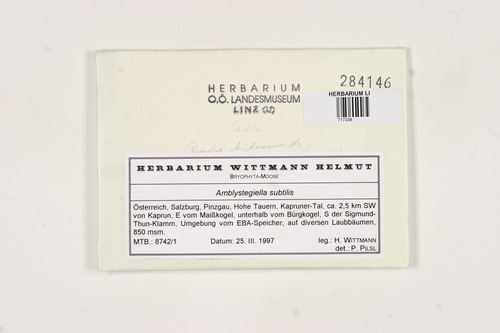 284146
HERBARIUM
O.Ö. LANDESMUSEUM
LINZ
HERBARIUM LI
717038
HERBARIUM WITTMANN HELMUT
BRYOPHYTA-MOOSE
Amblystegiella subtilis
Österreich, Salzburg, Pinzgau, Hohe Tauern, Kapruner-Tal, ca. 2,5 km SW
von Kaprun, E vom Maißkogel, unterhalb vom Bürgkogel, S der Sigmund-
Thun-Klamm, Umgebung vom EBA-Speicher, auf diversen Laubbäumen,
850 msm.
MTB.: 8742/1 Datum: 25. III. 1997 leg.: H. WITTMANN
det.: P. PILSL